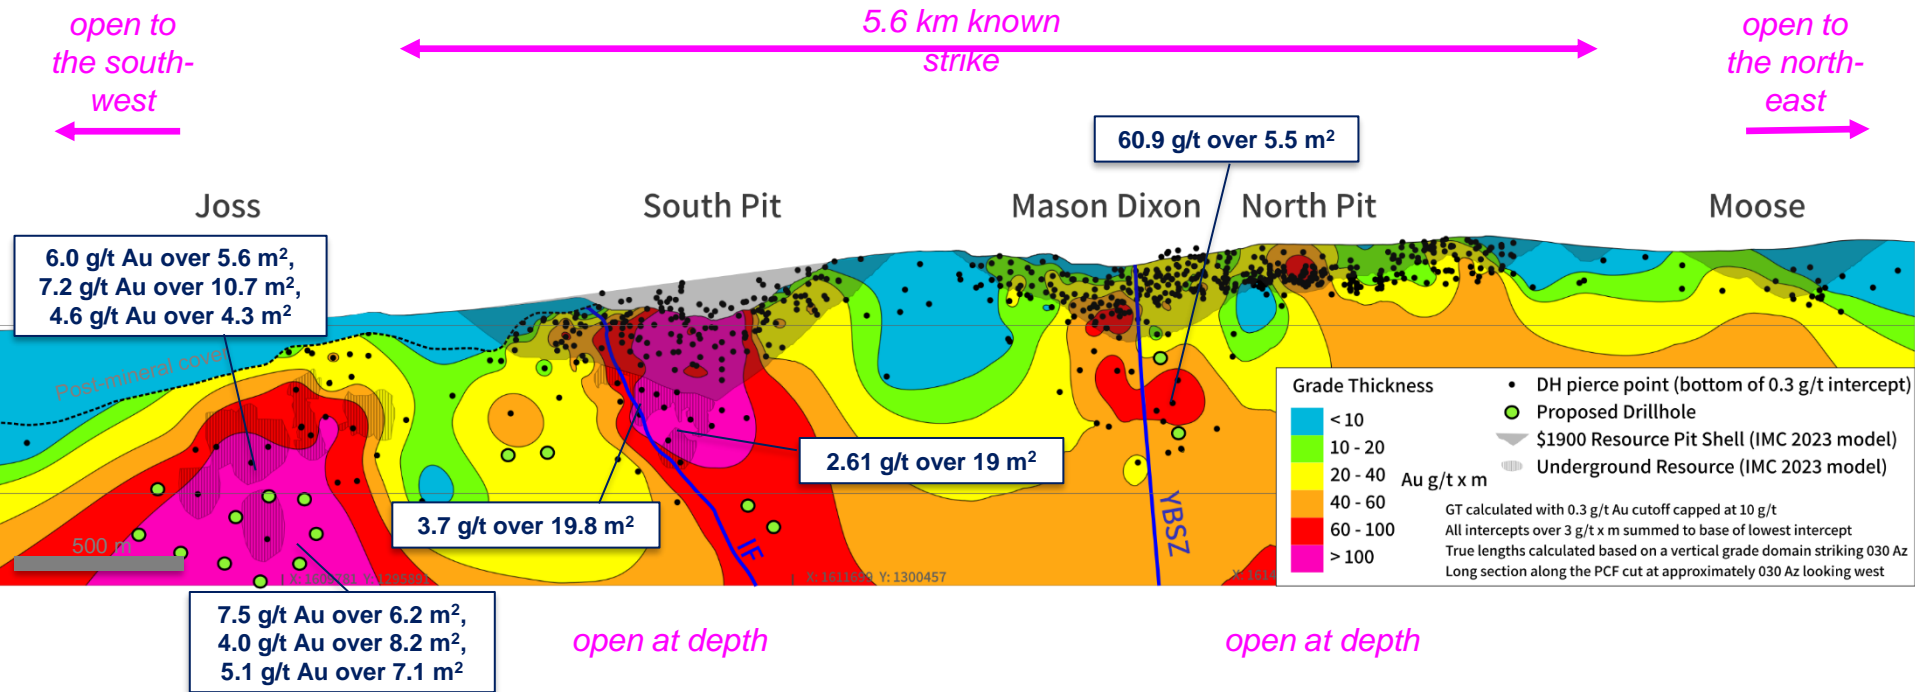 open to
the south-
west
5.6 km known
strike
open to
the north-
east
60.9 g/t over 5.5 m²
Joss
South Pit
Mason Dixon
North Pit
Moose
6.0 g/t Au over 5.6 m²,
7.2 g/t Au over 10.7 m²,
4.6 g/t Au over 4.3 m²
Post-mineral cover
2.61 g/t over 19 m²
3.7 g/t over 19.8 m²
IF
YBSZ
500 m
X: 1611699 Y: 1300457
7.5 g/t Au over 6.2 m²,
4.0 g/t Au over 8.2 m²,
5.1 g/t Au over 7.1 m²
open at depth
open at depth
Grade Thickness
< 10
10 - 20
20 - 40
40 - 60
60 - 100
> 100
Au g/t x m
DH pierce point (bottom of 0.3 g/t intercept)
Proposed Drillhole
$1900 Resource Pit Shell (IMC 2023 model)
Underground Resource (IMC 2023 model)
GT calculated with 0.3 g/t Au cutoff capped at 10 g/t
All intercepts over 3 g/t x m summed to base of lowest intercept
True lengths calculated based on a vertical grade domain striking 030 Az
Long section along the PCF cut at approximately 030 Az looking west